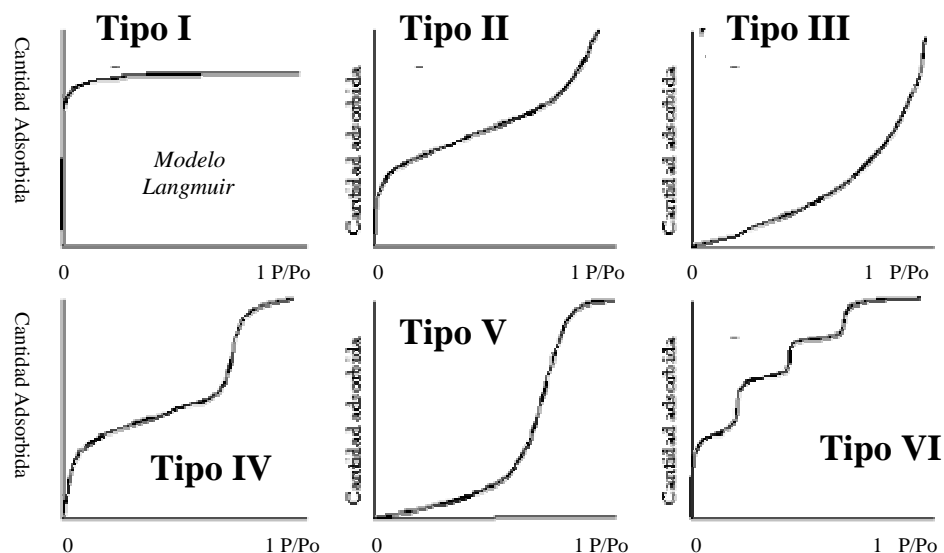 Tipo I
Tipo II
Tipo III
Cantidad Adsorbida
Cantidad adsorbida
Cantidad adsorbida
Modelo
Langmuir
0 1 P/Po
0 1 P/Po
0 1 P/Po
Cantidad Adsorbida
Cantidad adsorbida
Cantidad adsorbida
Tipo IV
Tipo V
Tipo VI
0 1 P/Po
0 1 P/Po
0 1 P/Po